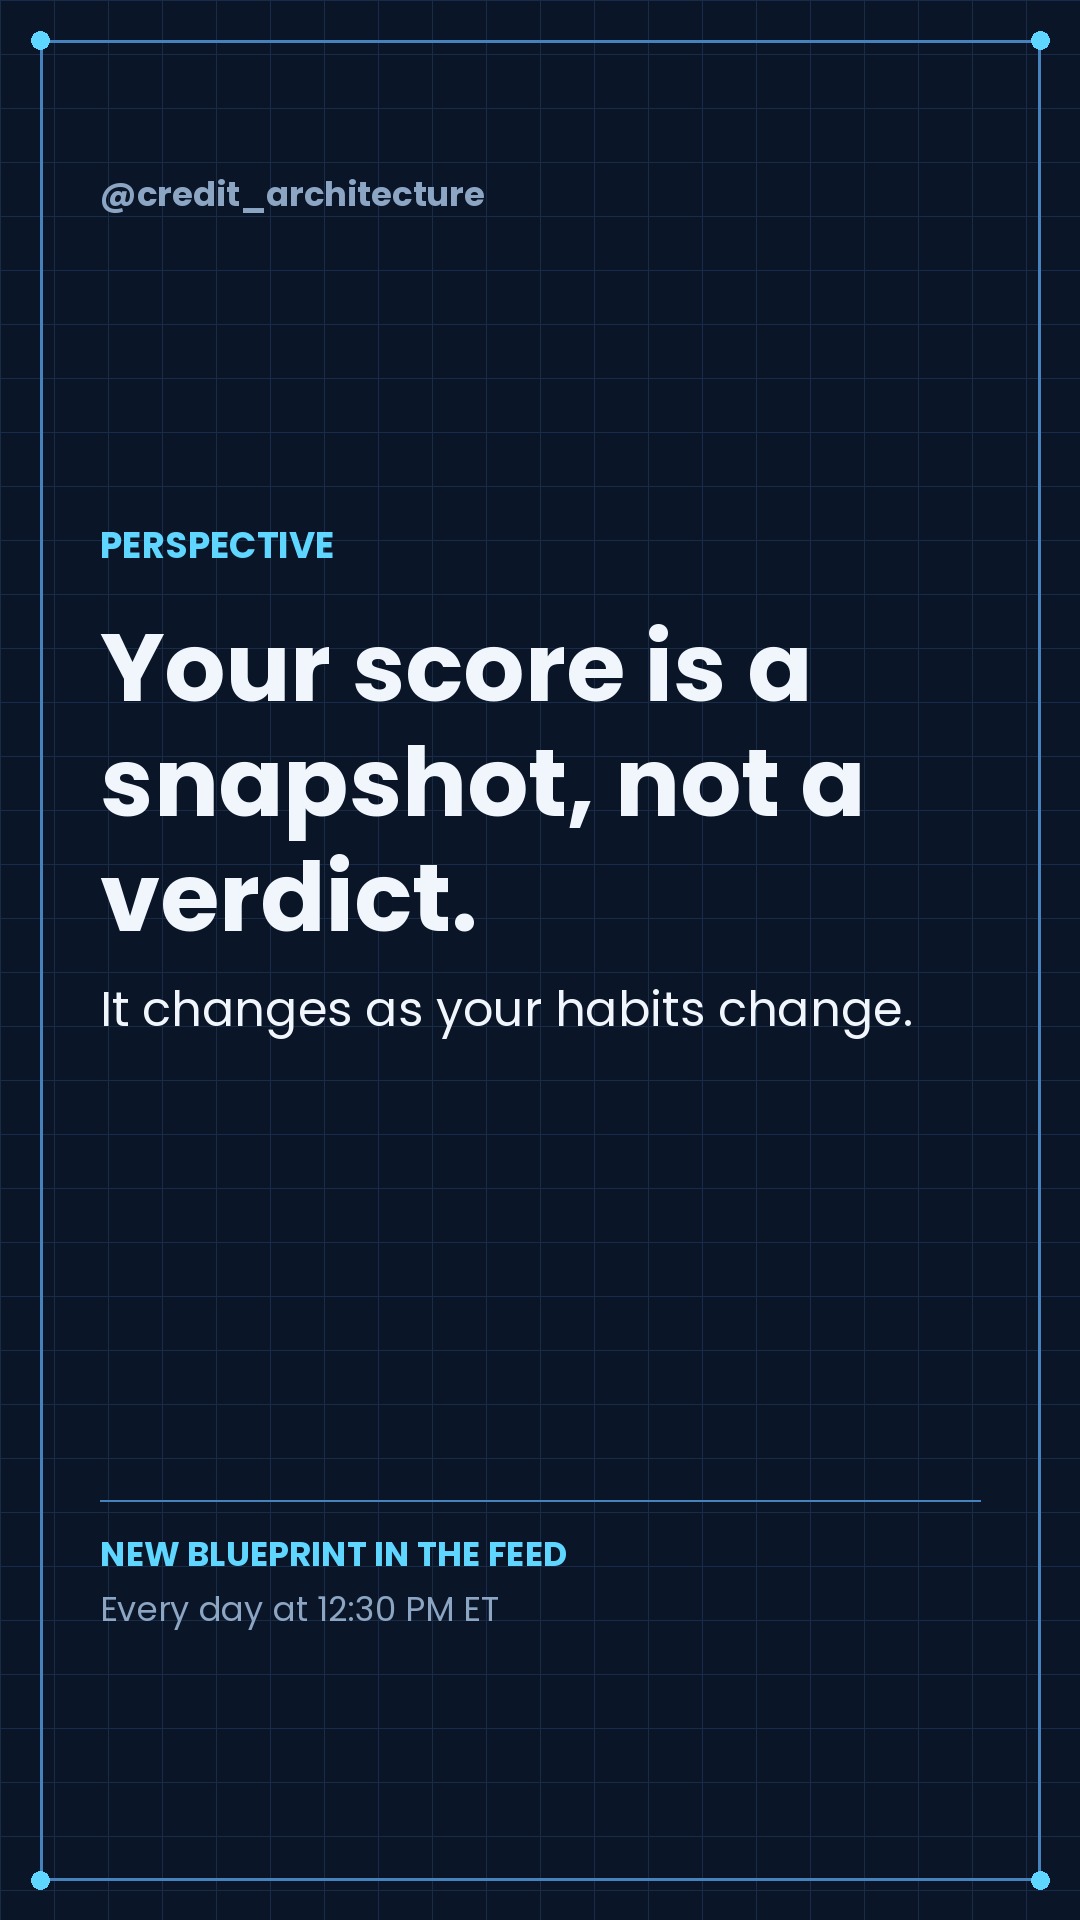 @credit_architecture
PERSPECTIVE
Your score is a
snapshot, not a
verdict.
It changes as your habits change.
NEW BLUEPRINT IN THE FEED
Every day at 12:30 PM ET